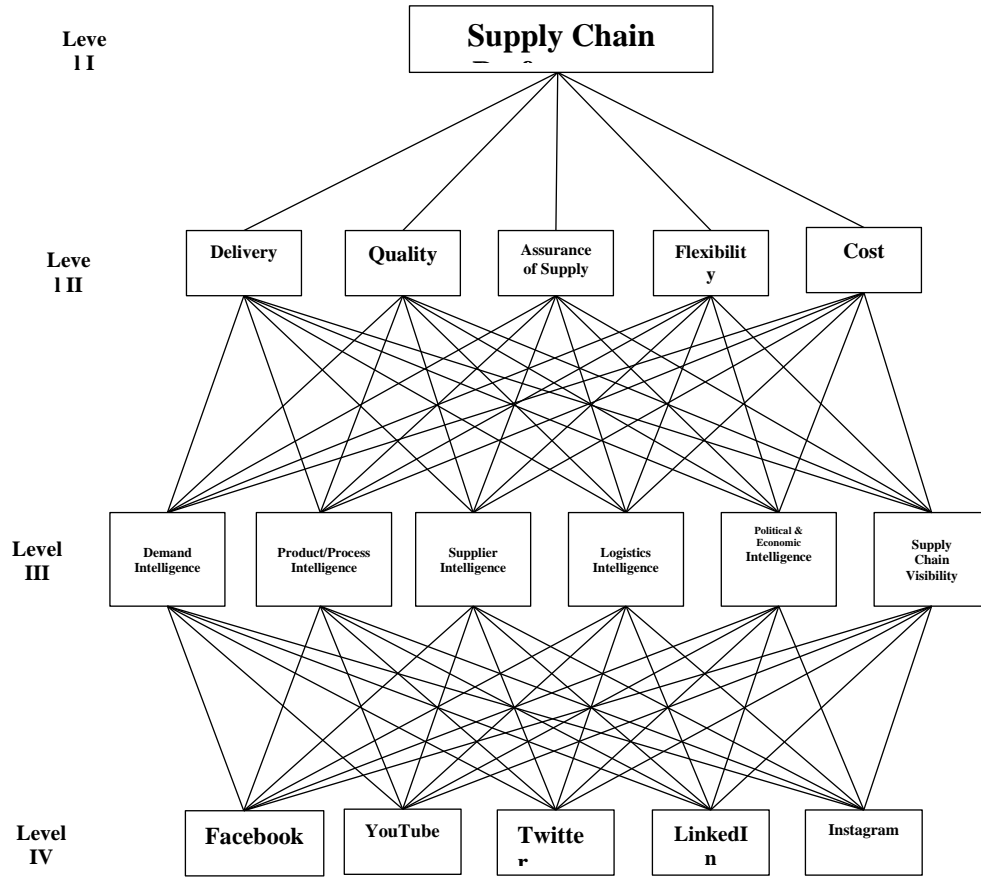 Leve
l I
Supply Chain
Leve
l II
Delivery
Quality
Assurance
of Supply
Flexibilit
y
Cost
Level
III
Demand
Intelligence
Product/Process
Intelligence
Supplier
Intelligence
Logistics
Intelligence
Political &
Economic
Intelligence
Supply
Chain
Visibility
Level
IV
Facebook
YouTube
Twitte
r
LinkedI
n
Instagram